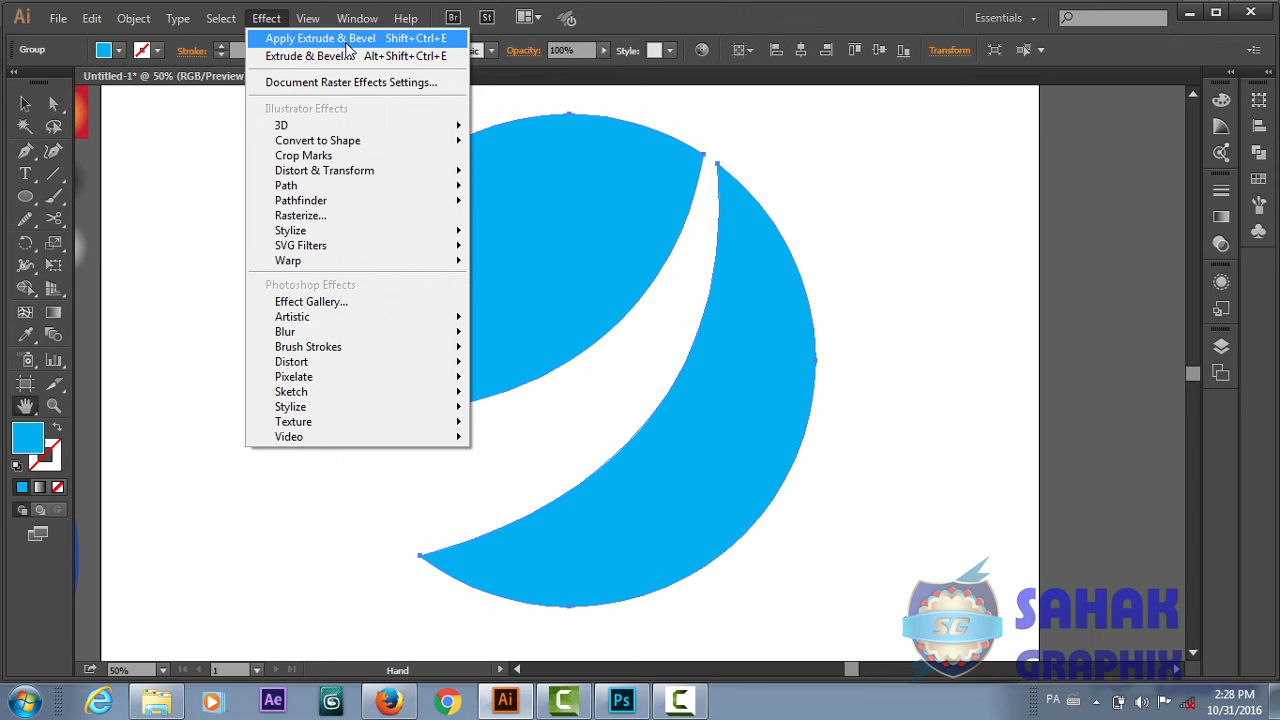 Ai File Edit Object Type Select Effect View Window Help Br St Essentials
Group Stroke: sic Opacity: 100% Style: Transform
Apply Extrude & Bevel Shift+Ctrl+E
Extrude & Bevel... Alt+Shift+Ctrl+E
Untitled-1* @ 50% (RGB/Preview)
Document Raster Effects Settings...
Illustrator Effects
3D
Convert to Shape
Crop Marks
Distort & Transform
Path
Pathfinder
Rasterize...
Stylize
SVG Filters
Warp
Photoshop Effects
Effect Gallery...
Artistic
Blur
Brush Strokes
Distort
Pixelate
Sketch
Stylize
Texture
Video
SG
SAHAK
GRAPHIX
50% 1 Hand
Ae Ai C Ps C PA 2:28 PM
10/31/2016